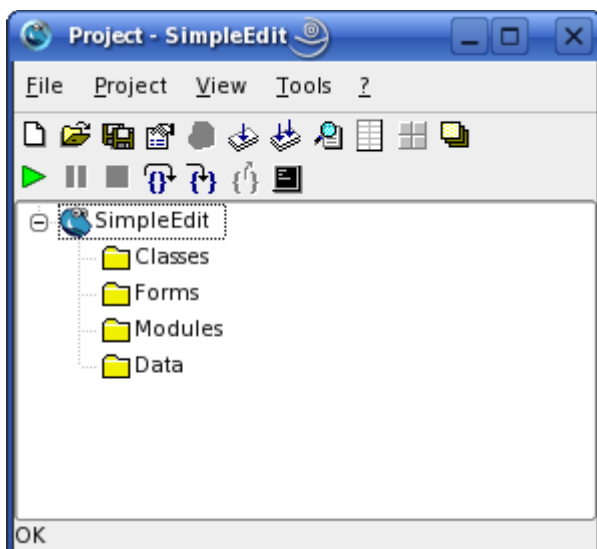 Project - SimpleEdit
File Project View Tools ?
SimpleEdit
Classes
Forms
Modules
Data
OK